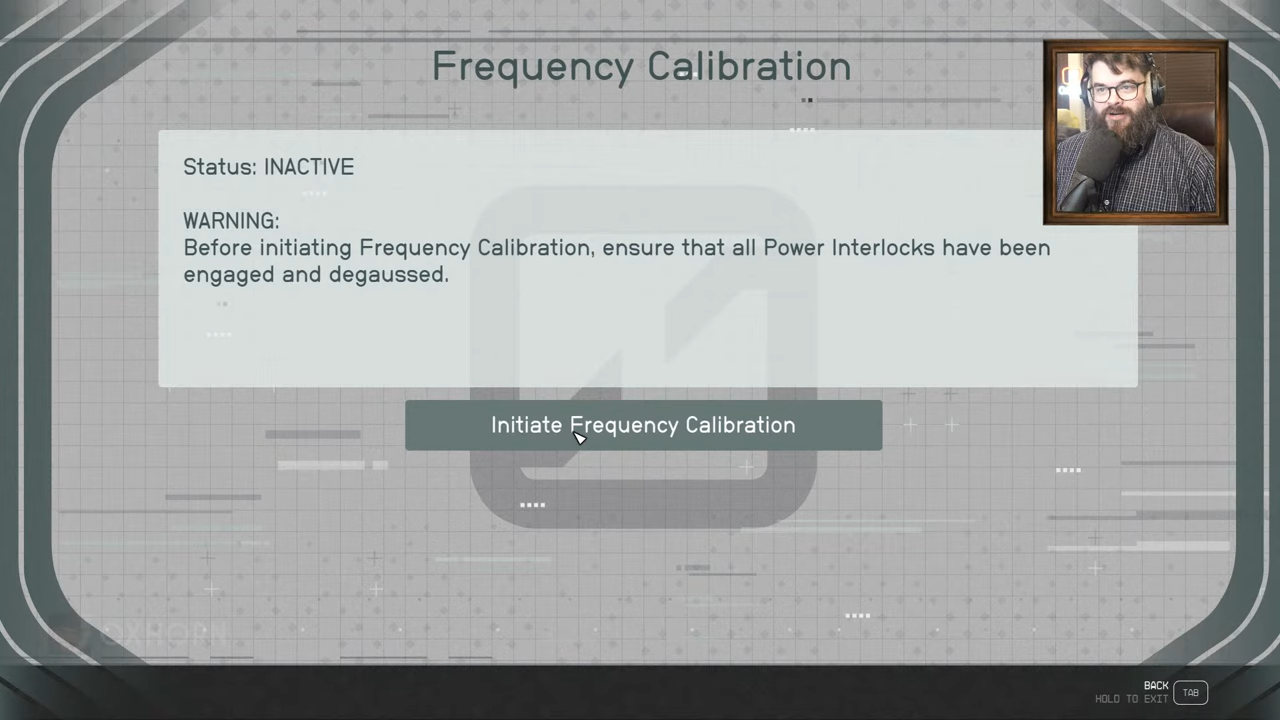 Frequency Calibration
Status: INACTIVE
WARNING:
Before initiating Frequency Calibration, ensure that all Power Interlocks have been
engaged and degaussed.
Initiate Frequency Calibration
OXHORN
BACK
HOLD TO EXIT
TAB